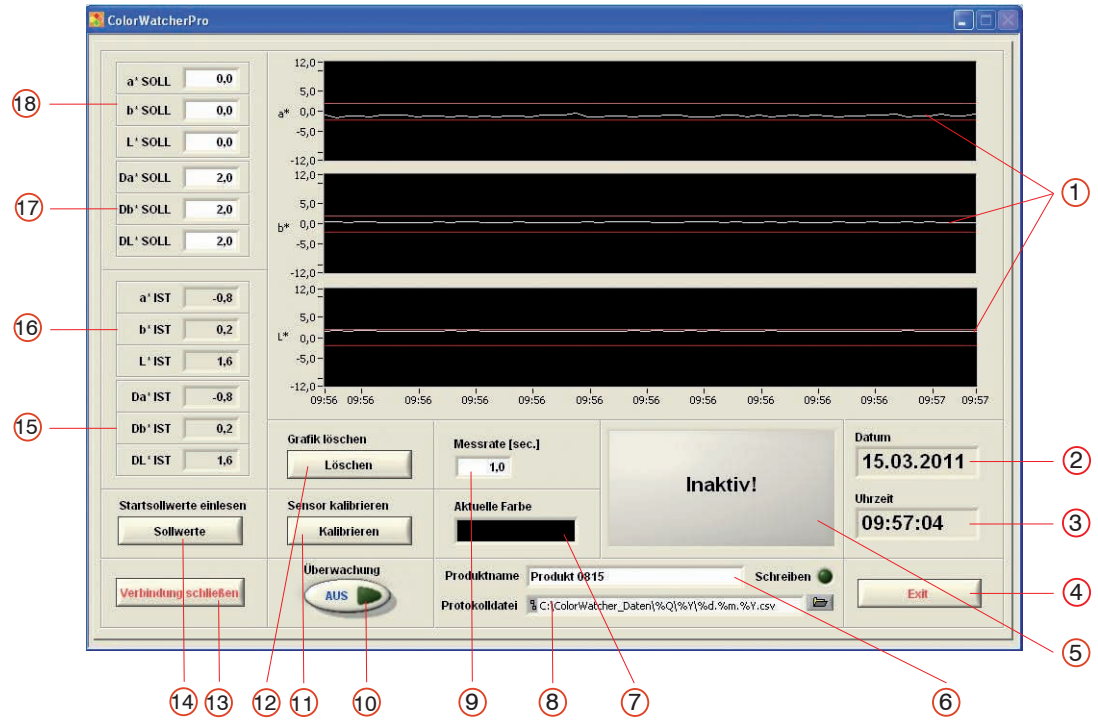 ColorWatcherPro
a* SOLL 0,0
b* SOLL 0,0
L* SOLL 0,0
Da* SOLL 2,0
Db* SOLL 2,0
DL* SOLL 2,0
a* IST -0,8
b* IST 0,2
L* IST 1,6
Da* IST -0,8
Db* IST 0,2
DL* IST 1,6
12,0
5,0
a* 0,0
-5,0
-12,0
12,0
5,0
b* 0,0
-5,0
-12,0
12,0
5,0
L* 0,0
-5,0
-12,0
09:56 09:56 09:56 09:56 09:56 09:56 09:56 09:56 09:56 09:56 09:56 09:56 09:57 09:57
Grafik löschen
Löschen
Messrate [sec.]
1,0
Inaktiv!
Datum
15.03.2011
Uhrzeit
09:57:04
Startsollwerte einlesen
Sollwerte
Sensor kalibrieren
Kalibrieren
Aktuelle Farbe
Verbindung schließen
Überwachung
AUS
Produktname Produkt 0815 Schreiben
Protokolldatei C:\ColorWatcher_Daten\%Q\%Y\%d.%m.%Y.csv
Exit
18
17
16
15
1
2
3
4
5
14 13 12 11 10 9 8 7 6